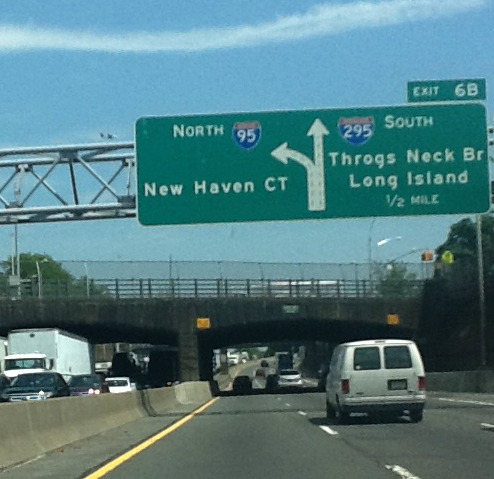 EXIT 6B
NORTH 95
295 SOUTH
New Haven CT
Throgs Neck Br
Long Island
1/2 MILE